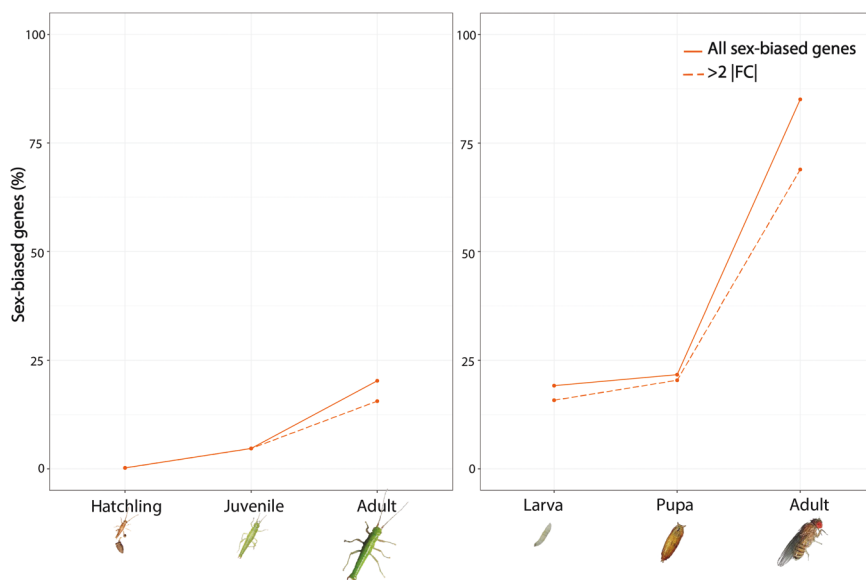 Sex-biased genes (%)
100
75
50
25
0
Hatchling
Juvenile
Adult
100
75
50
25
0
All sex-biased genes
>2 |FC|
Larva
Pupa
Adult